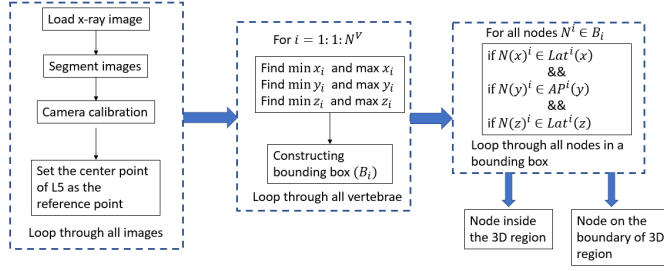 Load x-ray image
Segment images
Camera calibration
Set the center point
of L5 as the
reference point
Loop through all images
For i = 1: 1: N^V
Find min x_i and max x_i
Find min y_i and max y_i
Find min z_i and max z_i
Constructing
bounding box (B_i)
Loop through all vertebrae
For all nodes N^i ∈ B_i
if N(x)^i ∈ Lat^i(x)
&&
if N(y)^i ∈ AP^i(y)
&&
if N(z)^i ∈ Lat^i(z)
Loop through all nodes in a
bounding box
Node inside
the 3D region
Node on the
boundary of 3D
region